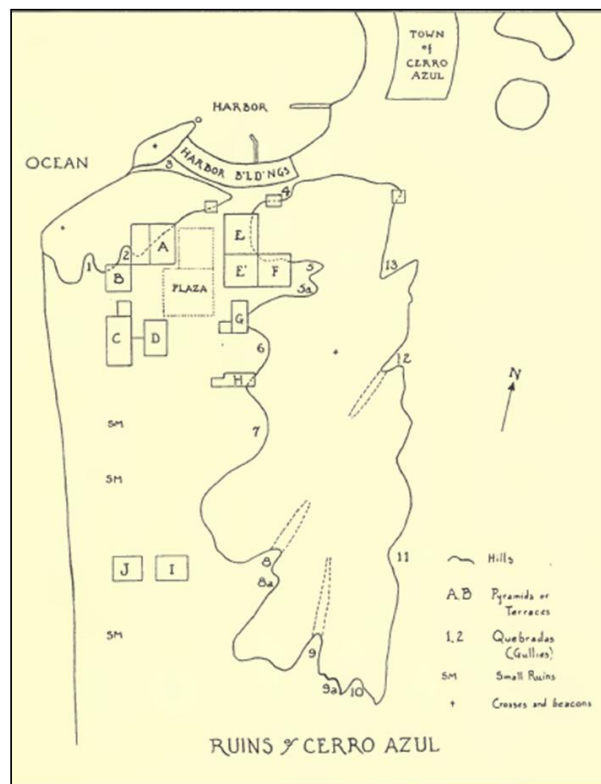 TOWN
of
CERRO
AZUL
HARBOR
OCEAN
HARBOR B'LD'NGS
3
4
1
2
A
B
PLAZA
E
E'
F
5
5a
13
C
D
G
6
H
12
N
SM
7
SM
8
8a
J
I
11
SM
9
9a
10
Hills
A.B Pyramids or
Terraces
1,2 Quebradas
(Gullies)
SM Small Ruins
+ Crosses and beacons
RUINS of CERRO AZUL